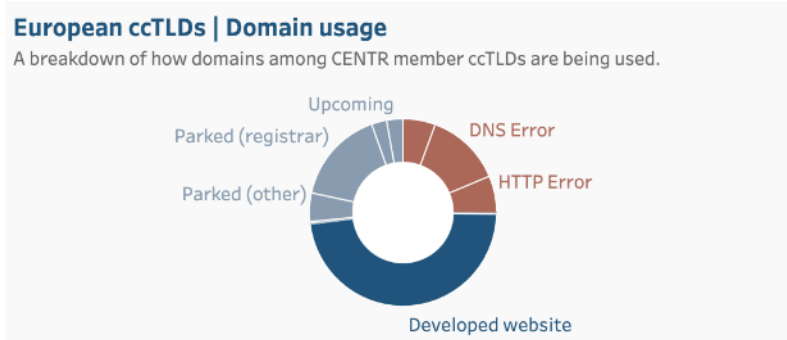 European ccTLDs | Domain usage
A breakdown of how domains among CENTR member ccTLDs are being used.
Upcoming
DNS Error
Parked (registrar)
HTTP Error
Parked (other)
Developed website